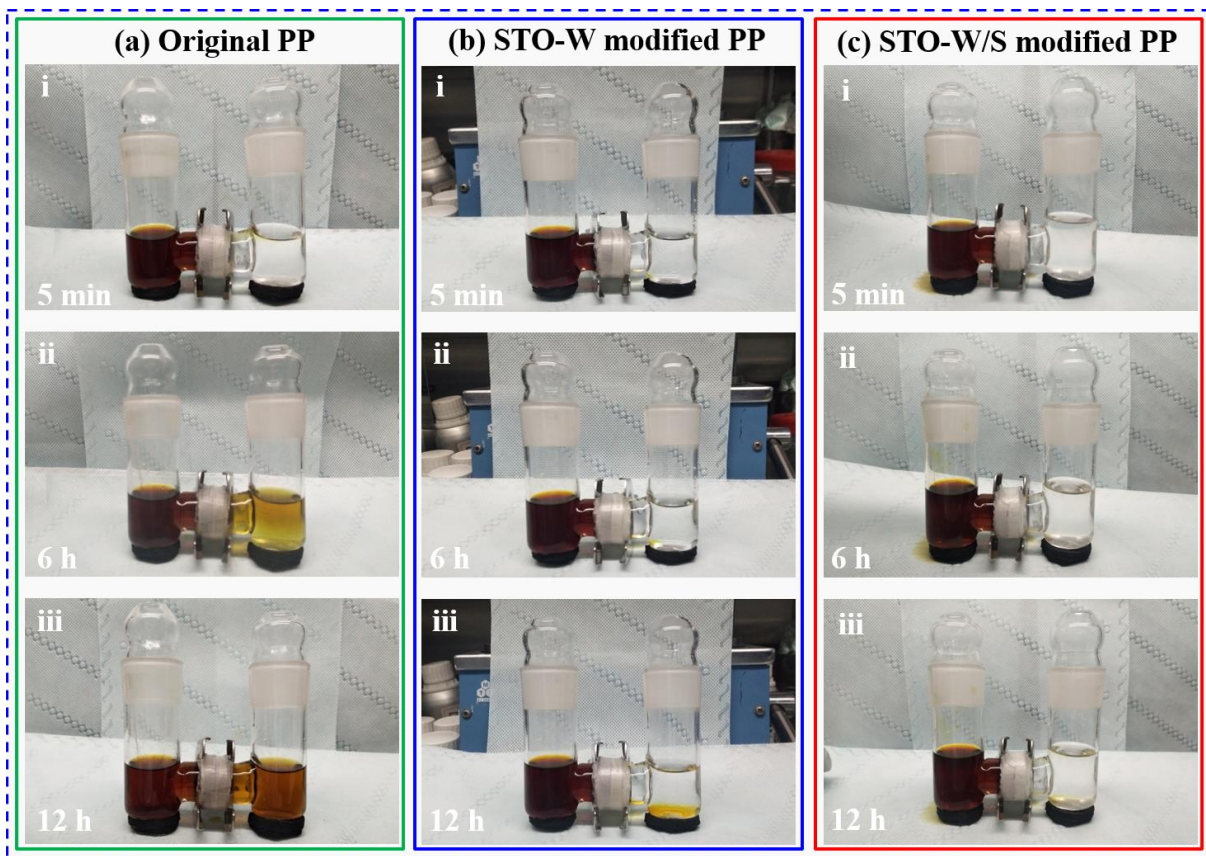 (a) Original PP
i
5 min
ii
6 h
iii
12 h
(b) STO-W modified PP
i
5 min
ii
6 h
iii
12 h
(c) STO-W/S modified PP
i
5 min
ii
6 h
iii
12 h